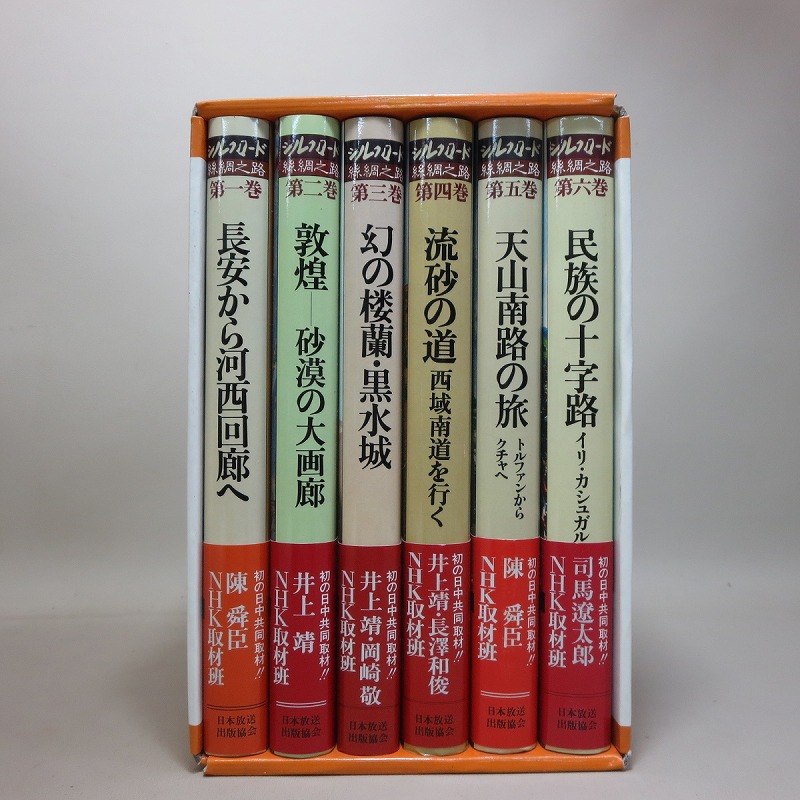 シルクロード
絲綢之路
第一巻
長安から河西回廊へ
初の日中共同取材!!
陳 舜臣
NHK取材班
日本放送
出版協会
シルクロード
絲綢之路
第二巻
敦煌―砂漠の大画廊
初の日中共同取材!!
井上 靖
NHK取材班
日本放送
出版協会
シルクロード
絲綢之路
第三巻
幻の楼蘭・黒水城
初の日中共同取材!!
井上靖・岡崎 敬
NHK取材班
日本放送
出版協会
シルクロード
絲綢之路
第四巻
流砂の道 西域南道を行く
初の日中共同取材!!
井上靖・長澤和俊
NHK取材班
日本放送
出版協会
シルクロード
絲綢之路
第五巻
天山南路の旅
トルファンから
クチャへ
初の日中共同取材!!
陳 舜臣
NHK取材班
日本放送
出版協会
シルクロード
絲綢之路
第六巻
民族の十字路 イリ・カシュガル
初の日中共同取材!!
司馬遼太郎
NHK取材班
日本放送
出版協会